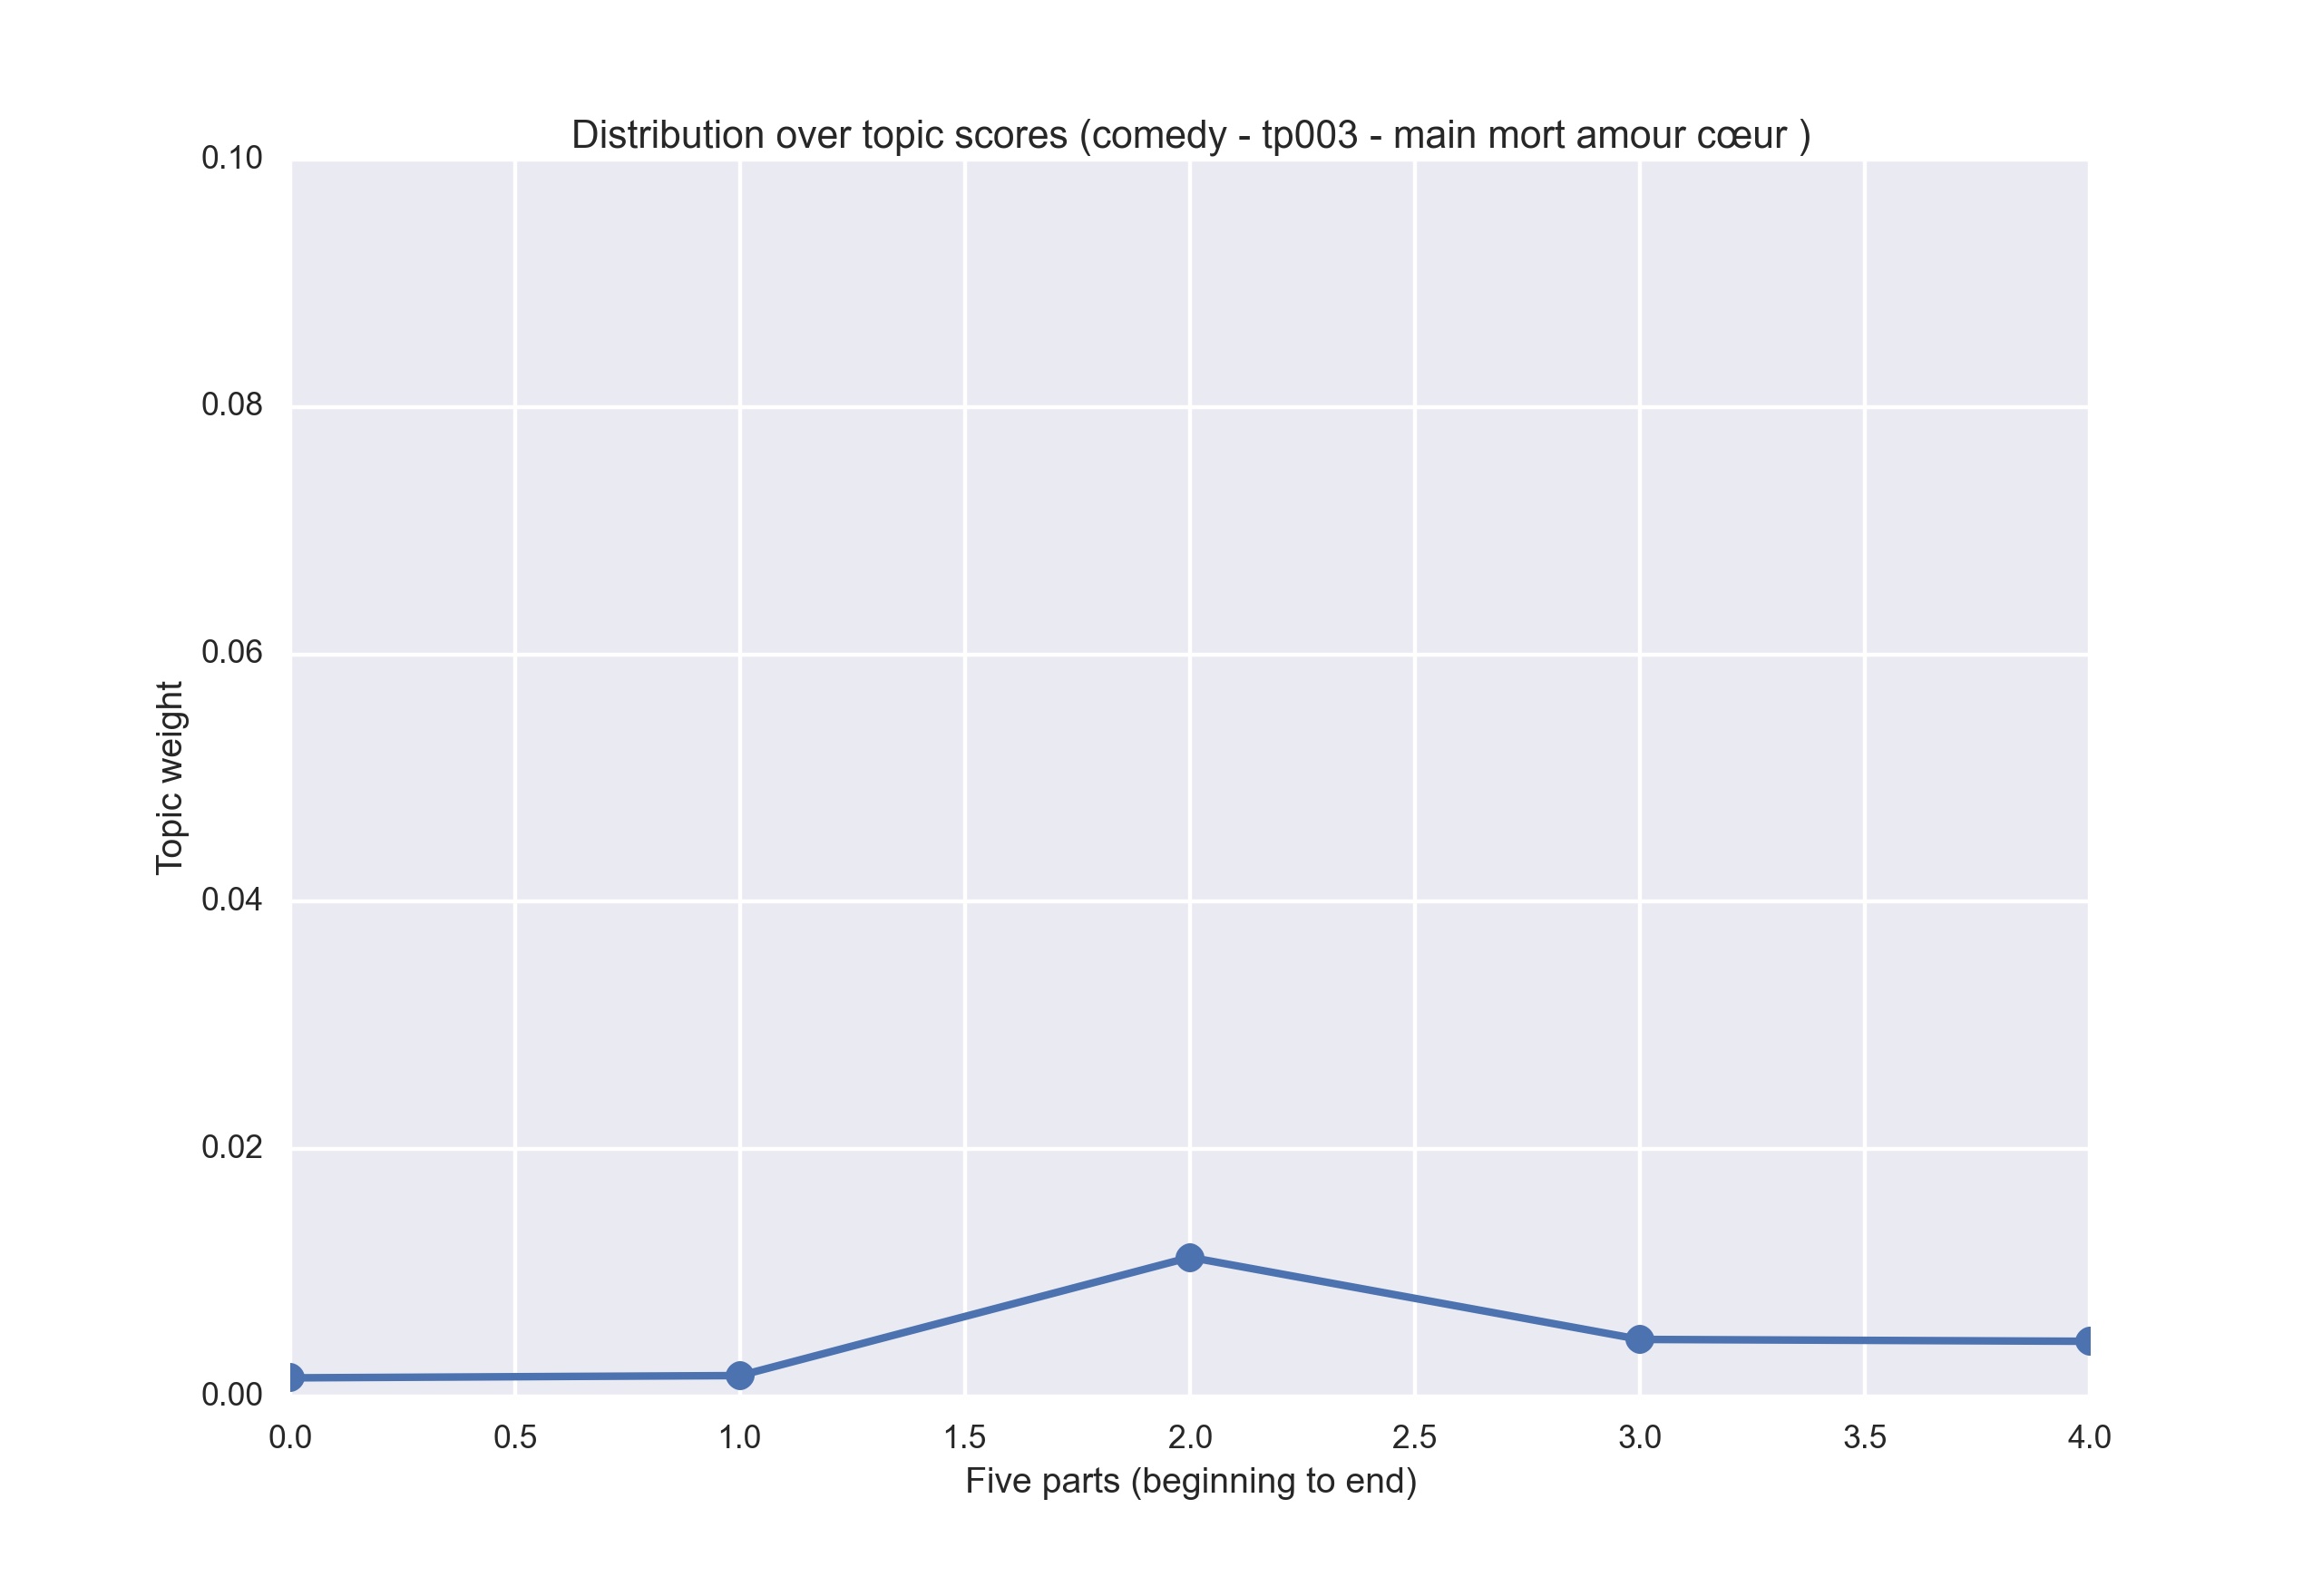 Distribution over topic scores (comedy - tp003 - main mort amour cœur )
0.10
0.08
0.06
0.04
0.02
0.00
Topic weight
0.0 0.5 1.0 1.5 2.0 2.5 3.0 3.5 4.0
Five parts (beginning to end)